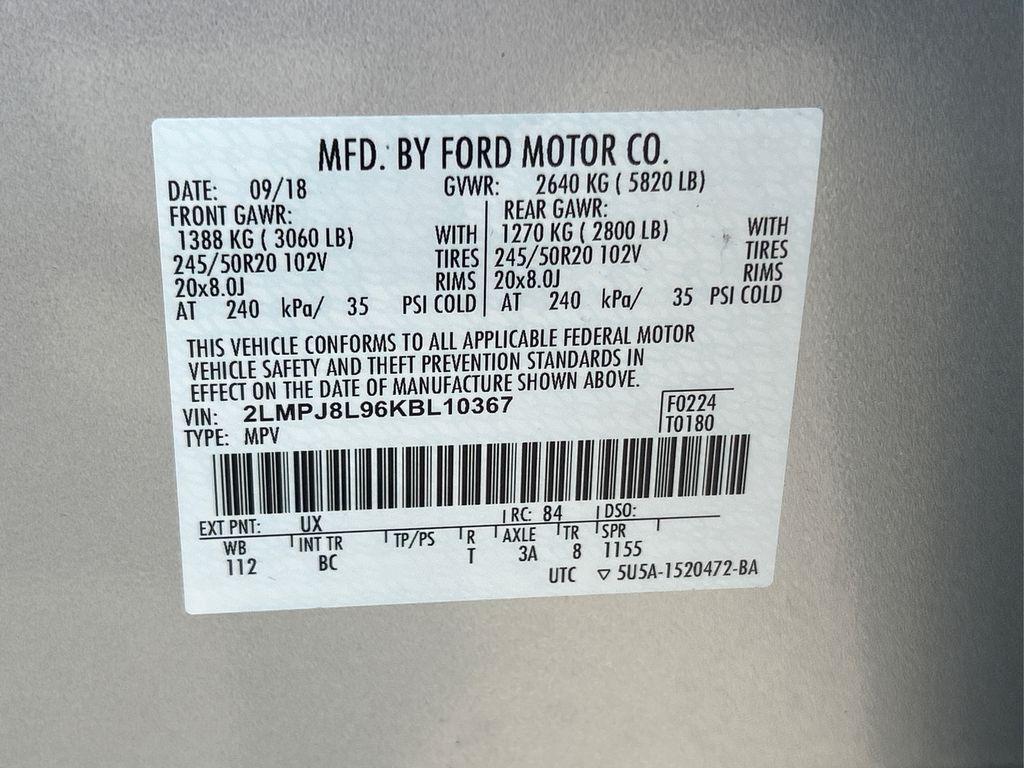 MFD. BY FORD MOTOR CO.
DATE: 09/18 GVWR: 2640 KG ( 5820 LB)
FRONT GAWR: REAR GAWR:
1388 KG ( 3060 LB) WITH 1270 KG ( 2800 LB) WITH
245/50R20 102V TIRES 245/50R20 102V TIRES
20x8.0J RIMS 20x8.0J RIMS
AT 240 kPa/ 35 PSI COLD AT 240 kPa/ 35 PSI COLD
THIS VEHICLE CONFORMS TO ALL APPLICABLE FEDERAL MOTOR
VEHICLE SAFETY AND THEFT PREVENTION STANDARDS IN
EFFECT ON THE DATE OF MANUFACTURE SHOWN ABOVE.
VIN: 2LMPJ8L96KBL10367 F0224
TYPE: MPV T0180
EXT PNT: UX RC: 84 DSO:
WB INT TR TP/PS R AXLE TR SPR
112 BC T 3A 8 1155
UTC ▽ 5U5A-1520472-BA